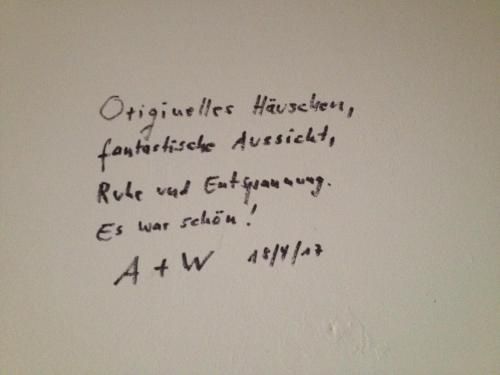 Originelles Häuschen,
fantastische Aussicht,
Ruhe und Entspannung.
Es war schön!
A + W 18/4/17